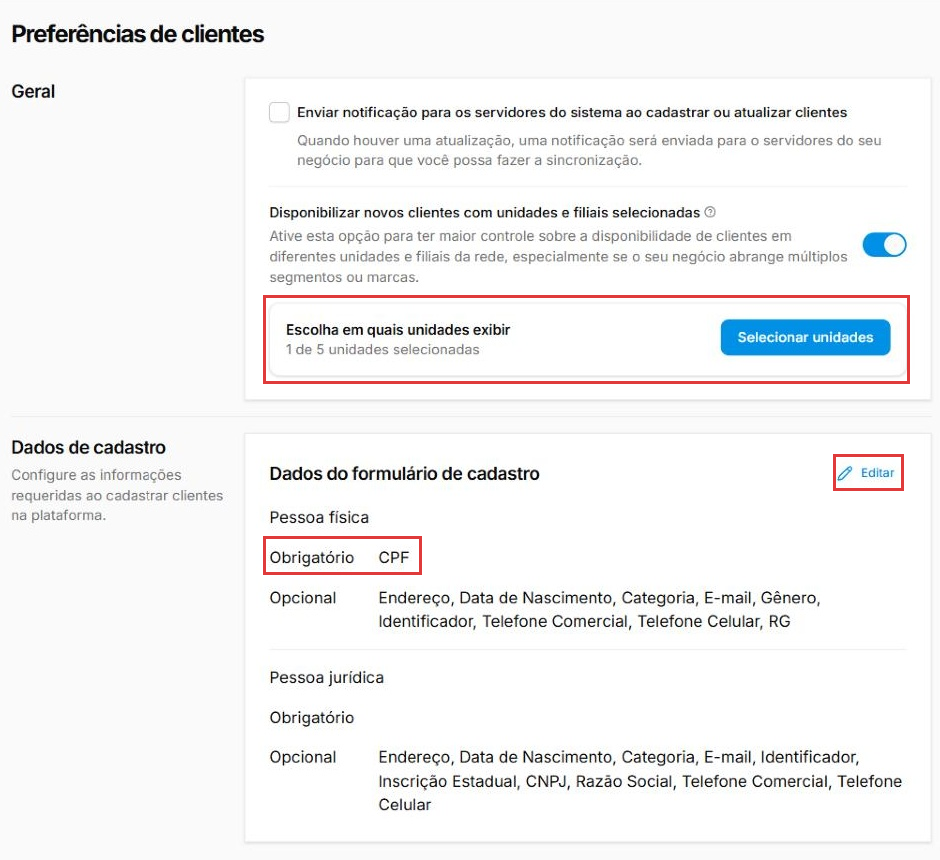 Preferências de clientes
Geral
Enviar notificação para os servidores do sistema ao cadastrar ou atualizar clientes
Quando houver uma atualização, uma notificação será enviada para o servidores do seu
negócio para que você possa fazer a sincronização.
Disponibilizar novos clientes com unidades e filiais selecionadas
Ative esta opção para ter maior controle sobre a disponibilidade de clientes em
diferentes unidades e filiais da rede, especialmente se o seu negócio abrange múltiplos
segmentos ou marcas.
Escolha em quais unidades exibir
1 de 5 unidades selecionadas
Selecionar unidades
Dados de cadastro
Configure as informações
requeridas ao cadastrar clientes
na plataforma.
Dados do formulário de cadastro
Editar
Pessoa física
Obrigatório CPF
Opcional Endereço, Data de Nascimento, Categoria, E-mail, Gênero,
Identificador, Telefone Comercial, Telefone Celular, RG
Pessoa jurídica
Obrigatório
Opcional Endereço, Data de Nascimento, Categoria, E-mail, Identificador,
Inscrição Estadual, CNPJ, Razão Social, Telefone Comercial, Telefone
Celular